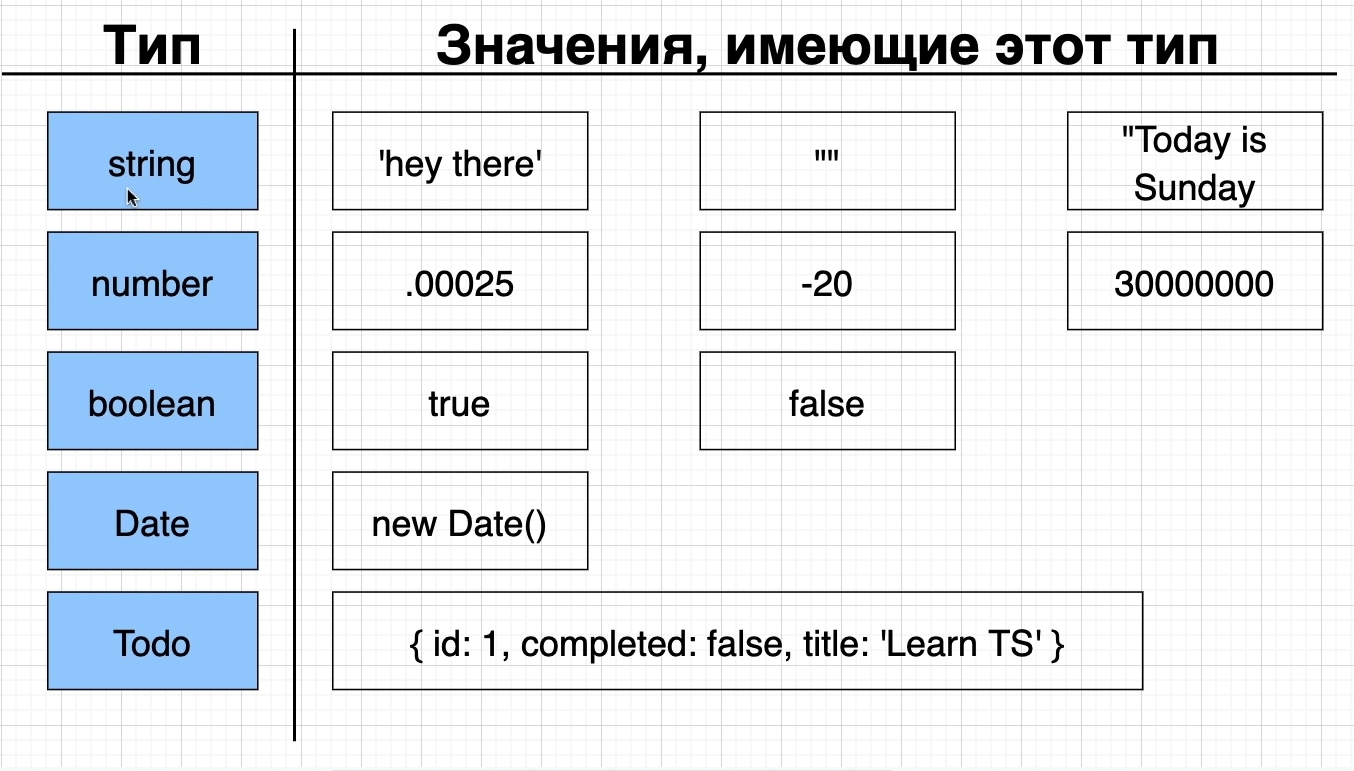 Тип
Значения, имеющие этот тип
string
'hey there'
""
"Today is
Sunday
number
.00025
-20
30000000
boolean
true
false
Date
new Date()
Todo
{ id: 1, completed: false, title: 'Learn TS' }